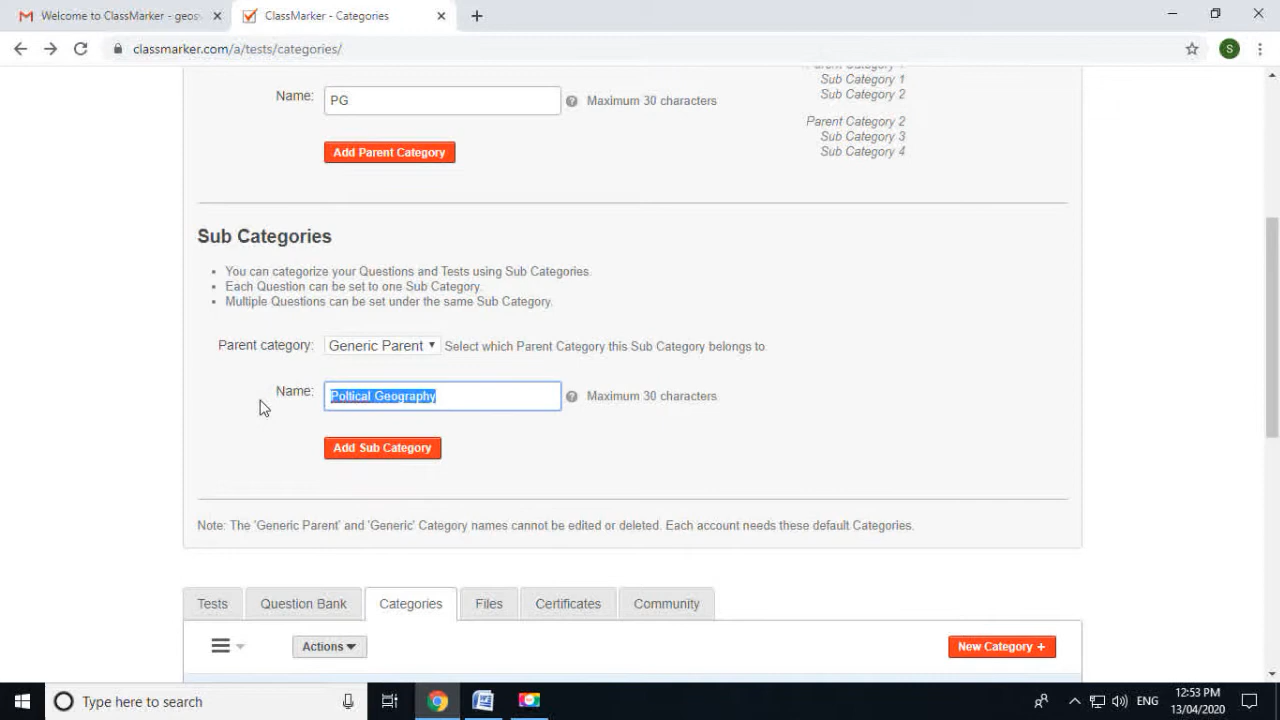 Welcome to ClassMarker - geosv
ClassMarker - Categories
classmarker.com/a/tests/categories/
S
Parent Category 1
Sub Category 1
Name:
PG
Maximum 30 characters
Sub Category 2
Parent Category 2
Sub Category 3
Add Parent Category
Sub Category 4
Sub Categories
You can categorize your Questions and Tests using Sub Categories.
Each Question can be set to one Sub Category.
Multiple Questions can be set under the same Sub Category.
Parent category:
Generic Parent
Select which Parent Category this Sub Category belongs to
Name:
Poltical Geography
Maximum 30 characters
Add Sub Category
Note: The 'Generic Parent' and 'Generic' Category names cannot be edited or deleted. Each account needs these default Categories.
Tests
Question Bank
Categories
Files
Certificates
Community
Actions
New Category +
Type here to search
ENG
12:53 PM
13/04/2020